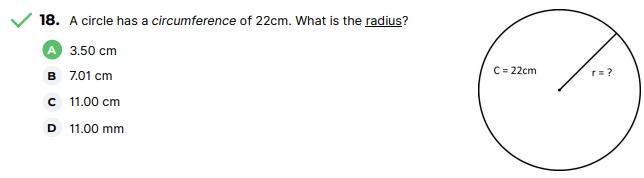 18. A circle has a circumference of 22cm. What is the radius?
A 3.50 cm
B 7.01 cm
C 11.00 cm
D 11.00 mm
C = 22cm
r = ?